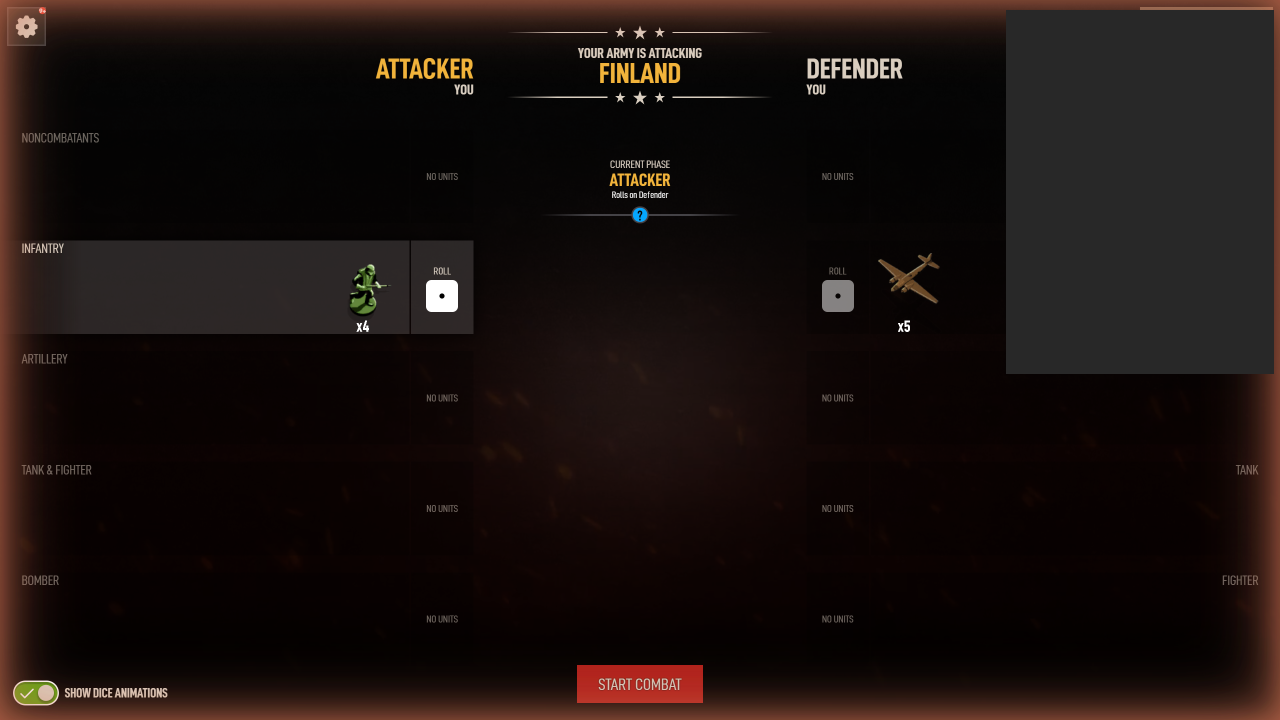 YOUR ARMY IS ATTACKING
FINLAND
ATTACKER
YOU
DEFENDER
YOU
NONCOMBATANTS
NO UNITS
NO UNITS
CURRENT PHASE
ATTACKER
Rolls on Defender
?
INFANTRY
ROLL
x4
ROLL
x5
ARTILLERY
NO UNITS
NO UNITS
TANK & FIGHTER
NO UNITS
NO UNITS
TANK
BOMBER
NO UNITS
NO UNITS
FIGHTER
START COMBAT
SHOW DICE ANIMATIONS